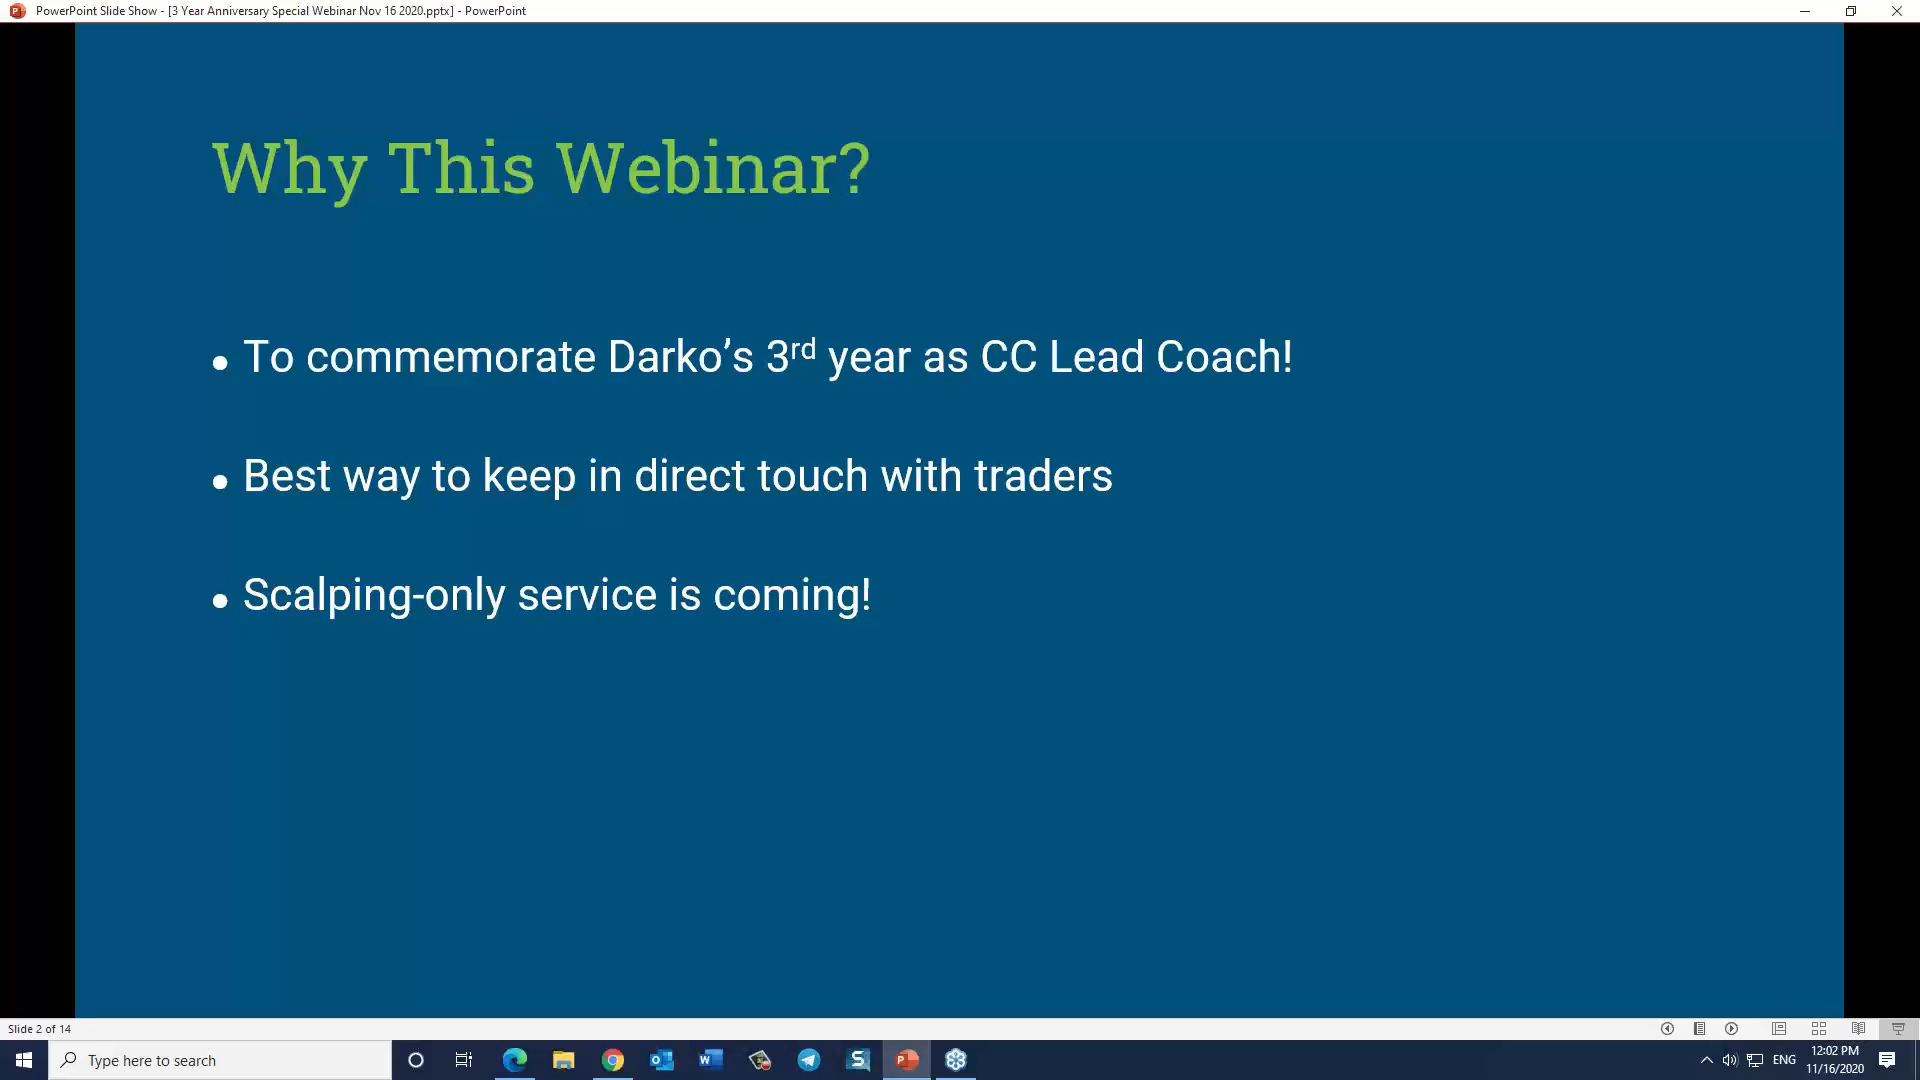 PowerPoint Slide Show - [3 Year Anniversary Special Webinar Nov 16 2020.pptx] - PowerPoint
Why This Webinar?
• To commemorate Darko’s 3rd year as CC Lead Coach!
• Best way to keep in direct touch with traders
• Scalping-only service is coming!
Slide 2 of 14
Type here to search
ENG
12:02 PM
11/16/2020